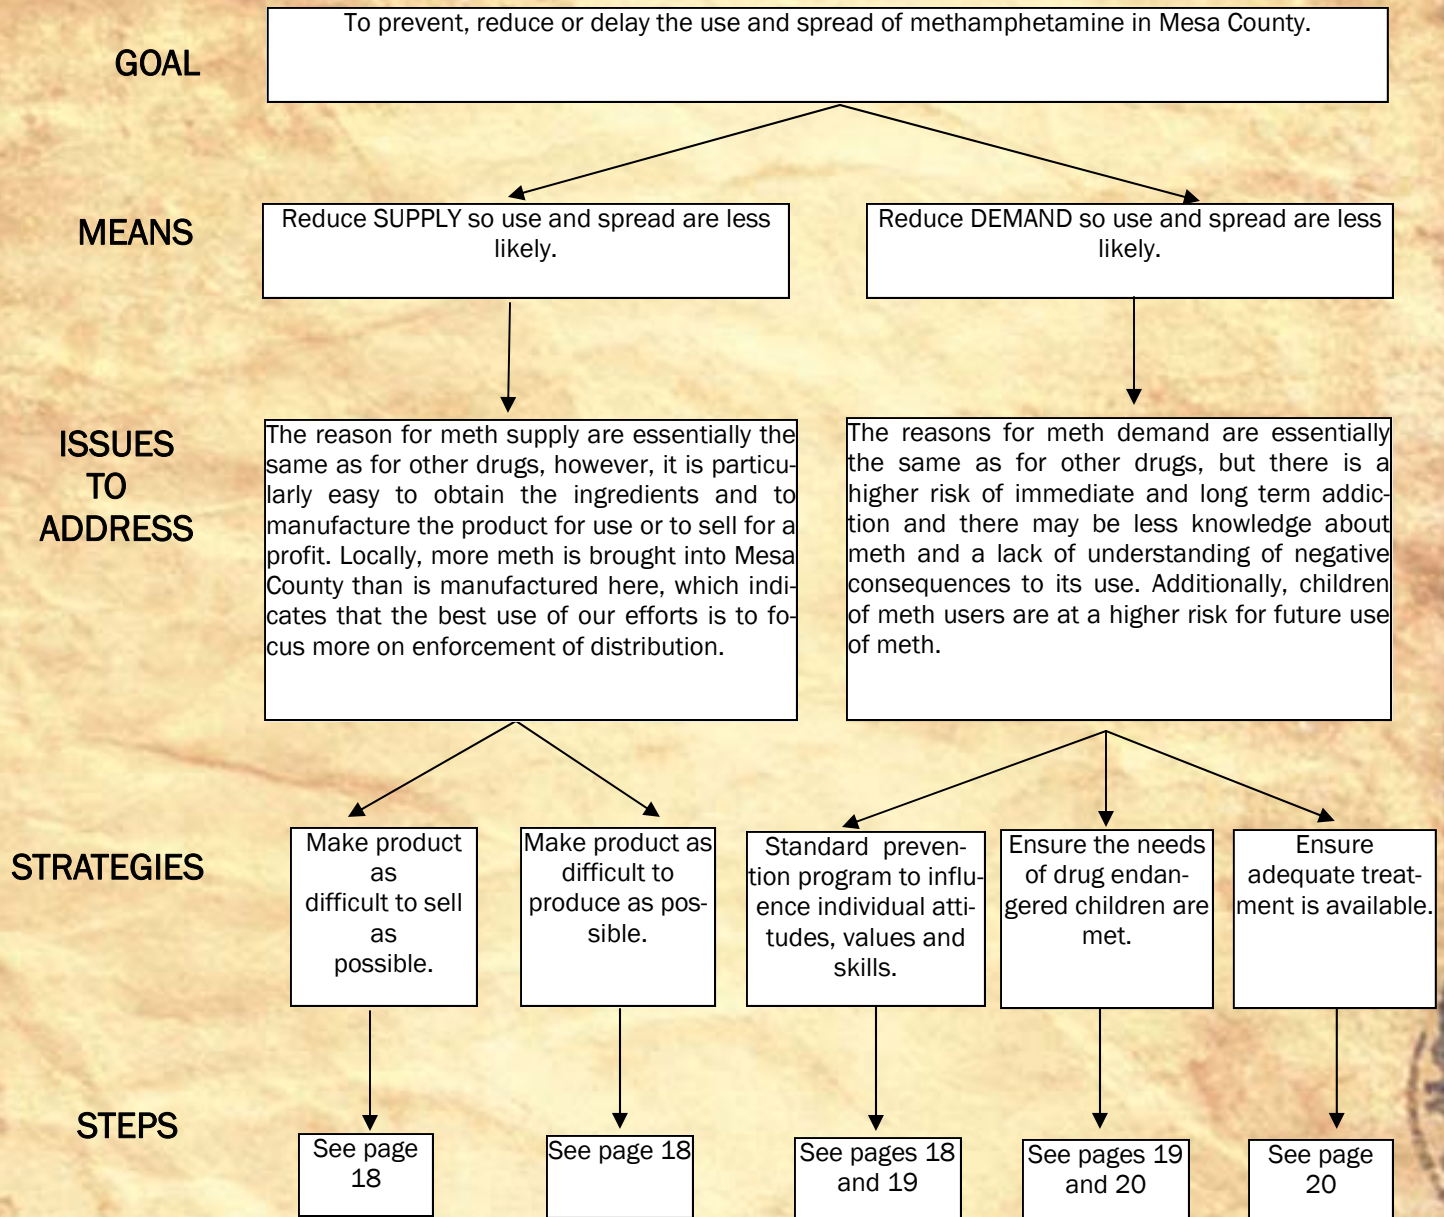 GOAL
To prevent, reduce or delay the use and spread of methamphetamine in Mesa County.
MEANS
Reduce SUPPLY so use and spread are less
likely.
Reduce DEMAND so use and spread are less
likely.
ISSUES
TO
ADDRESS
The reason for meth supply are essentially the
same as for other drugs, however, it is particu-
larly easy to obtain the ingredients and to
manufacture the product for use or to sell for a
profit. Locally, more meth is brought into Mesa
County than is manufactured here, which indi-
cates that the best use of our efforts is to fo-
cus more on enforcement of distribution.
The reasons for meth demand are essentially
the same as for other drugs, but there is a
higher risk of immediate and long term addic-
tion and there may be less knowledge about
meth and a lack of understanding of negative
consequences to its use. Additionally, children
of meth users are at a higher risk for future use
of meth.
STRATEGIES
Make product
as
difficult to sell
as
possible.
Make product as
difficult to
produce as pos-
sible.
Standard preven-
tion program to influ-
ence individual atti-
tudes, values and
skills.
Ensure the needs
of drug endan-
gered children are
met.
Ensure
adequate treat-
ment is available.
STEPS
See page
18
See page 18
See pages 18
and 19
See pages 19
and 20
See page
20